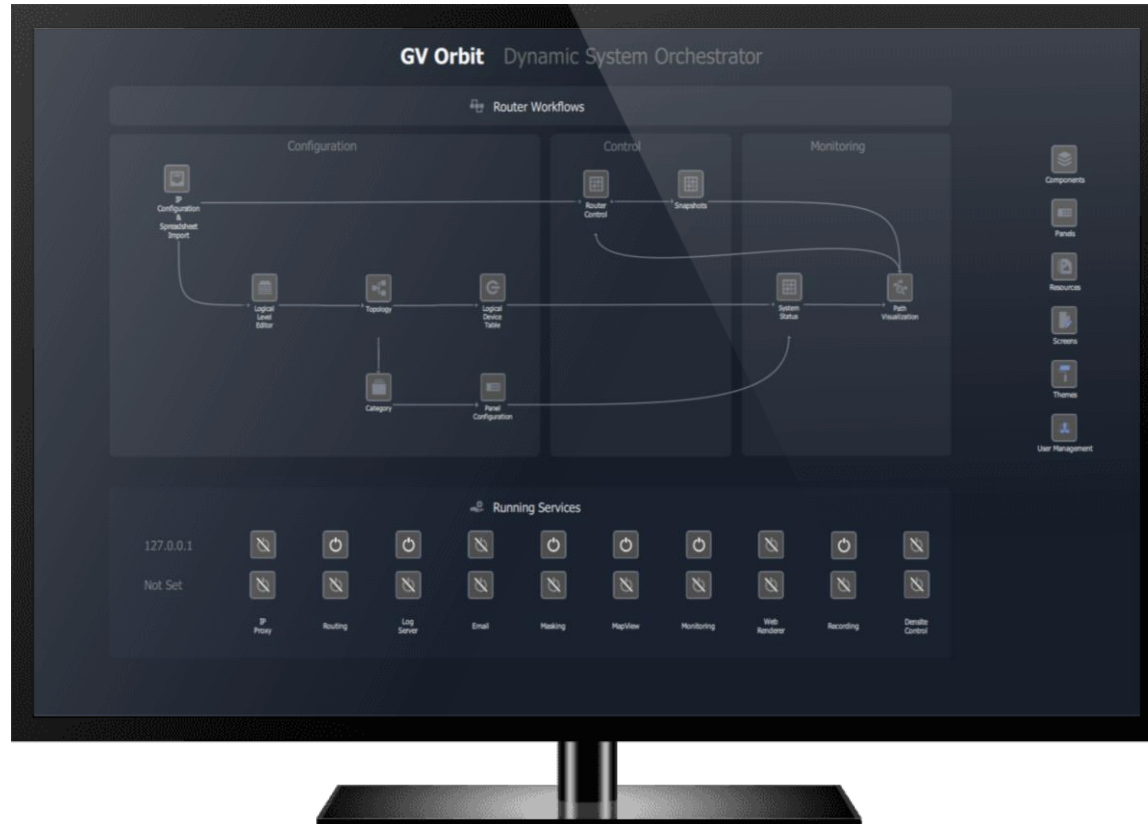 GV Orbit Dynamic System Orchestrator
Router Workflows
Configuration
Control
Monitoring
IP
Configuration
&
Spreadsheet
Import
Router
Control
Snapshots
Logical
Level
Editor
Topology
Logical
Device
Table
System
Status
Path
Visualization
Category
Panel
Configuration
Components
Panels
Resources
Screens
Themes
User Management
Running Services
127.0.0.1
Not Set
IP
Proxy
Routing
Log
Server
Email
Masking
MapView
Monitoring
Web
Renderer
Recording
Densite
Control